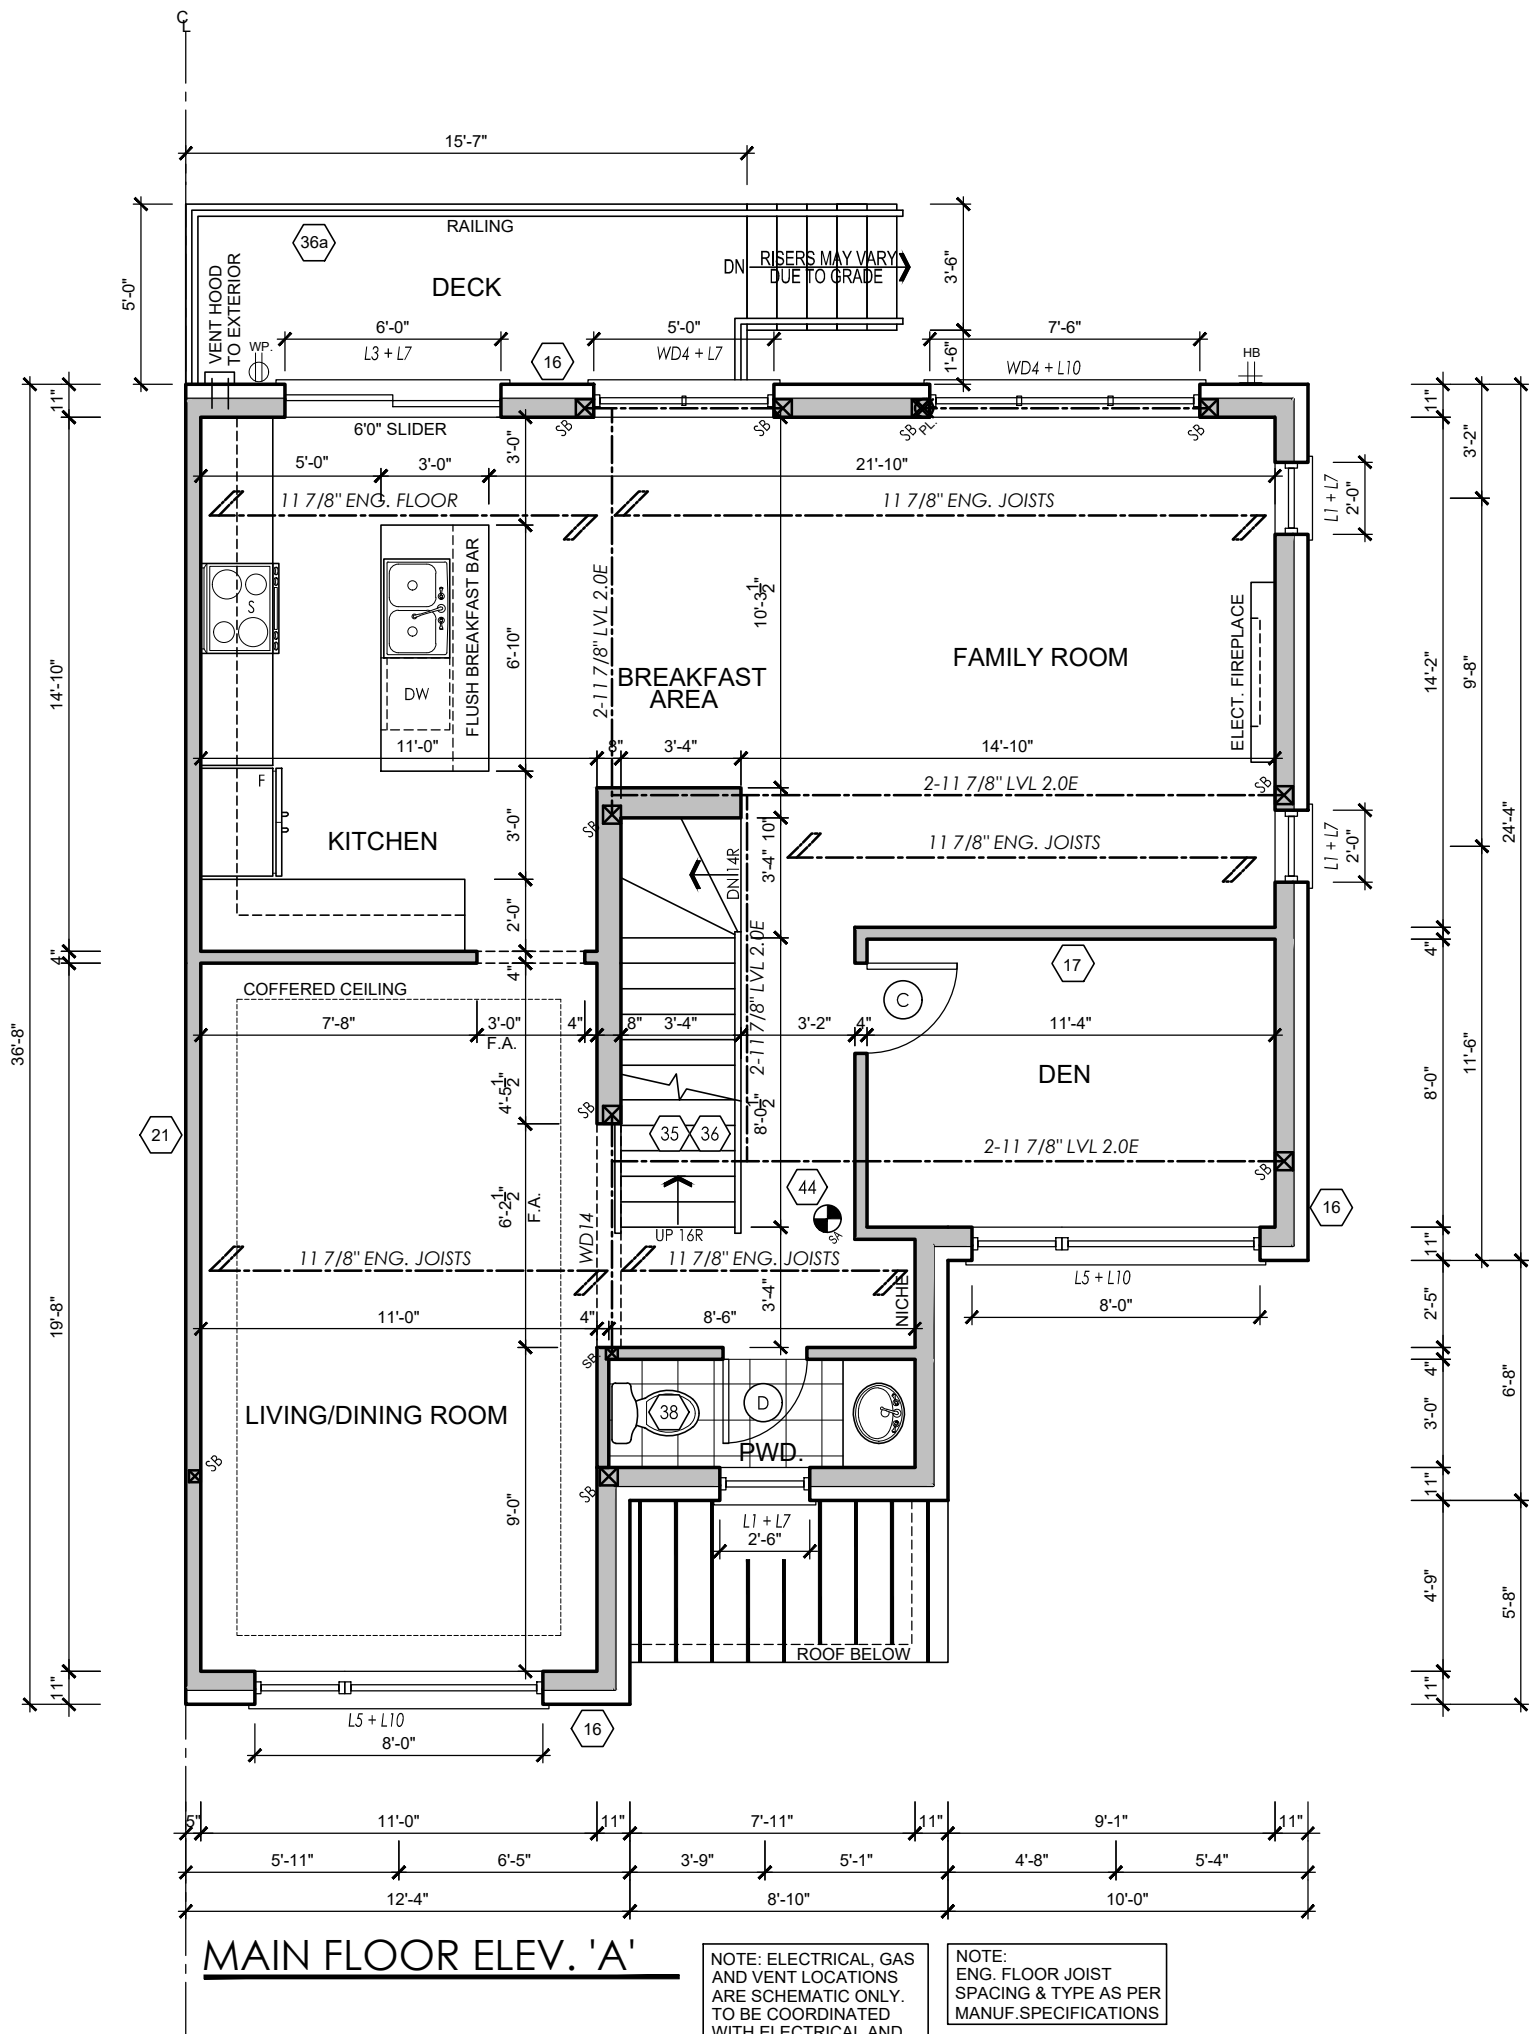 CL
15'-7"
RAILING
36a
5'-0"
VENT HOOD
TO EXTERIOR
DECK
DN
RISERS MAY VARY
DUE TO GRADE
3'-6"
1'-6"
WP.
6'-0"
L3 + L7
16
5'-0"
WD4 + L7
7'-6"
WD4 + L10
HB
11"
6'0" SLIDER
3'-0"
SB
SB
SB
PL.
SB
11"
3'-2"
5'-0"
3'-0"
21'-10"
L1 + L7
2'-0"
11 7/8" ENG. FLOOR
11 7/8" ENG. JOISTS
S
DW
FLUSH BREAKFAST BAR
6'-10"
2-11 7/8" LVL 2.0E
10'-3 1/2"
BREAKFAST
AREA
FAMILY ROOM
ELECT. FIREPLACE
14'-10"
14'-2"
9'-8"
24'-4"
11'-0"
8"
3'-4"
14'-10"
2-11 7/8" LVL 2.0E
SB
F
KITCHEN
3'-0"
SB
DN 14R
3'-4"
10"
11 7/8" ENG. JOISTS
L1 + L7
2'-0"
2'-0"
4"
4"
2-11 7/8" LVL 2.0E
17
C
4"
COFFERED CEILING
7'-8"
3'-0"
F.A.
4"
8"
3'-4"
3'-2"
4"
11'-4"
36'-8"
4'-5 1/2"
DEN
8'-0"
11'-6"
21
SB
35
36
8'-0 1/2"
2-11 7/8" LVL 2.0E
SB
6'-2 1/2"
F.A.
WD14
UP 16R
44
SA
16
11"
11 7/8" ENG. JOISTS
11 7/8" ENG. JOISTS
NICHE
L5 + L10
8'-0"
19'-8"
11'-0"
4"
8'-6"
3'-4"
2'-5"
SB
4"
LIVING/DINING ROOM
38
D
PWD.
3'-0"
6'-8"
SB
SB
11"
9'-0"
L1 + L7
2'-6"
4'-9"
5'-8"
ROOF BELOW
11"
11"
L5 + L10
8'-0"
16
5"
11'-0"
11"
7'-11"
11"
9'-1"
11"
5'-11"
6'-5"
3'-9"
5'-1"
4'-8"
5'-4"
12'-4"
8'-10"
10'-0"
MAIN FLOOR ELEV. 'A'
NOTE: ELECTRICAL, GAS
AND VENT LOCATIONS
ARE SCHEMATIC ONLY.
TO BE COORDINATED
WITH ELECTRICAL AND
NOTE:
ENG. FLOOR JOIST
SPACING & TYPE AS PER
MANUF.SPECIFICATIONS